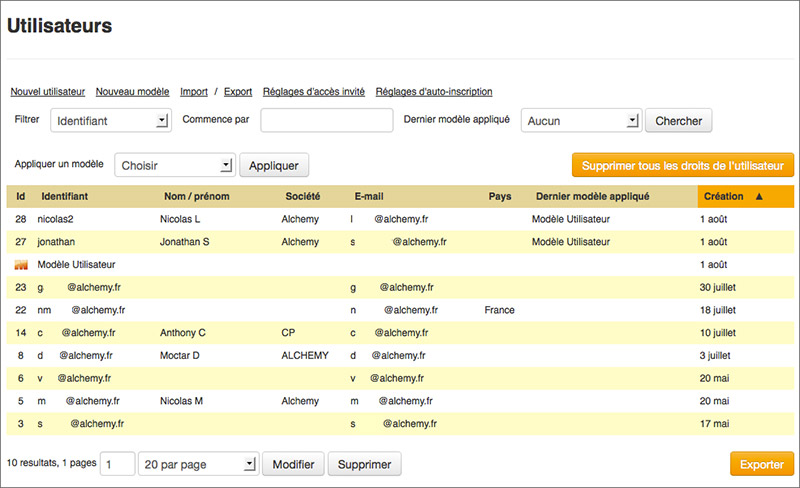 Utilisateurs
Nouvel utilisateur Nouveau modèle Import / Export Réglages d'accès invité Réglages d'auto-inscription
Filtrer Identifiant Commence par Dernier modèle appliqué Aucun Chercher
Appliquer un modèle Choisir Appliquer Supprimer tous les droits de l'utilisateur
Id Identifiant Nom / prénom Société E-mail Pays Dernier modèle appliqué Création ▲
28 nicolas2 Nicolas L Alchemy l @alchemy.fr Modèle Utilisateur 1 août
27 jonathan Jonathan S Alchemy s @alchemy.fr Modèle Utilisateur 1 août
Modèle Utilisateur 1 août
23 g @alchemy.fr g @alchemy.fr 30 juillet
22 nm @alchemy.fr n @alchemy.fr France 18 juillet
14 c @alchemy.fr Anthony C CP c @alchemy.fr 10 juillet
8 d @alchemy.fr Moctar D ALCHEMY d @alchemy.fr 3 juillet
6 v @alchemy.fr v @alchemy.fr 20 mai
5 m @alchemy.fr Nicolas M Alchemy m @alchemy.fr 20 mai
3 s @alchemy.fr s @alchemy.fr 17 mai
10 resultats, 1 pages 1 20 par page Modifier Supprimer Exporter